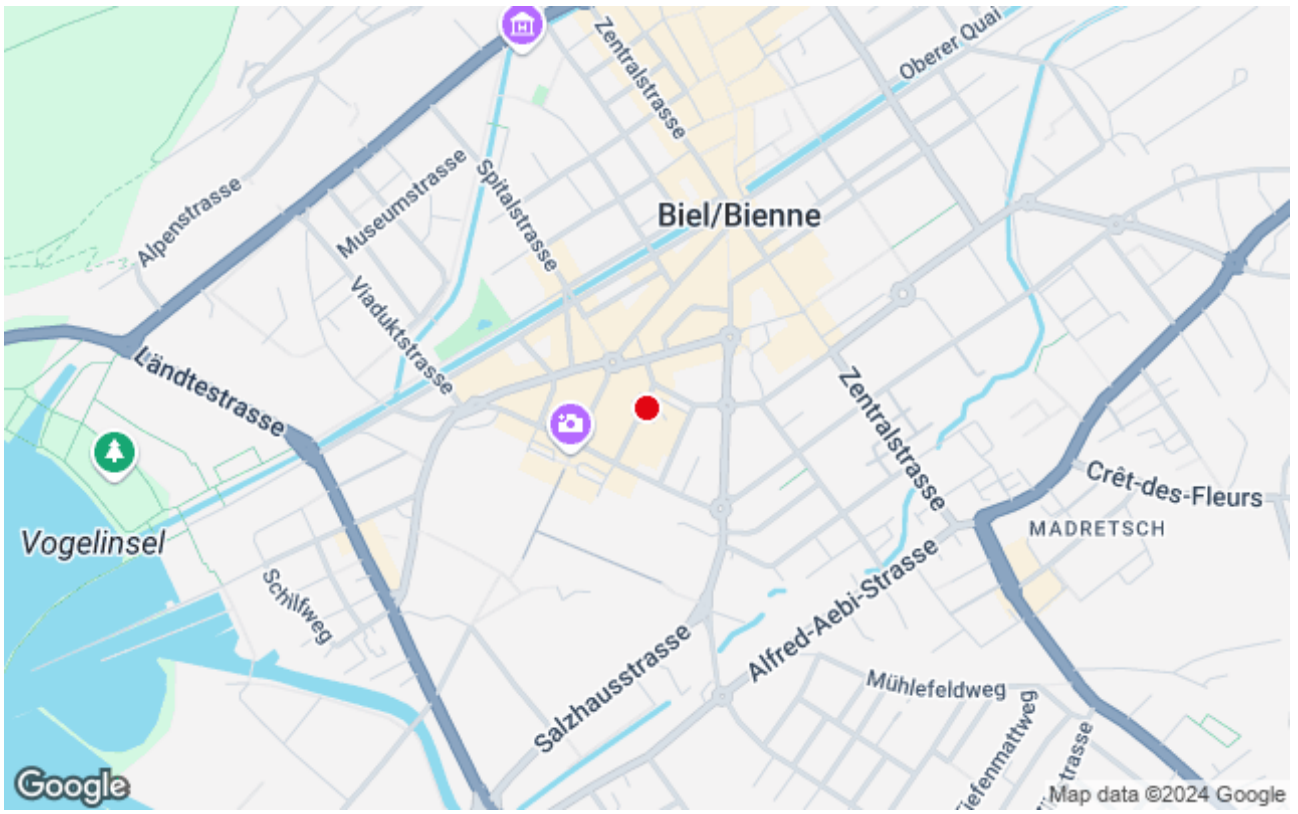 Zentralstrasse
Oberer Quai
Museumstrasse
Spitalstrasse
Alpenstrasse
Biel/Bienne
Viaduktstrasse
Ländtestrasse
Zentralstrasse
Crêt-des-Fleurs
MADRETSCH
Vogelinsel
Schilfweg
Alfred-Aebi-Strasse
Salzhausstrasse
Mühlefeldweg
Google
Map data ©2024 Google